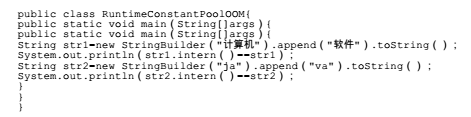 public class RuntimeConstantPoolOOM{
public static void main(String[]args){
public static void main(String[]args){
String str1=new StringBuilder("计算机").append("软件").toString();
System.out.println(str1.intern()==str1);
String str2=new StringBuilder("ja").append("va").toString();
System.out.println(str2.intern()==str2);
}
}
}